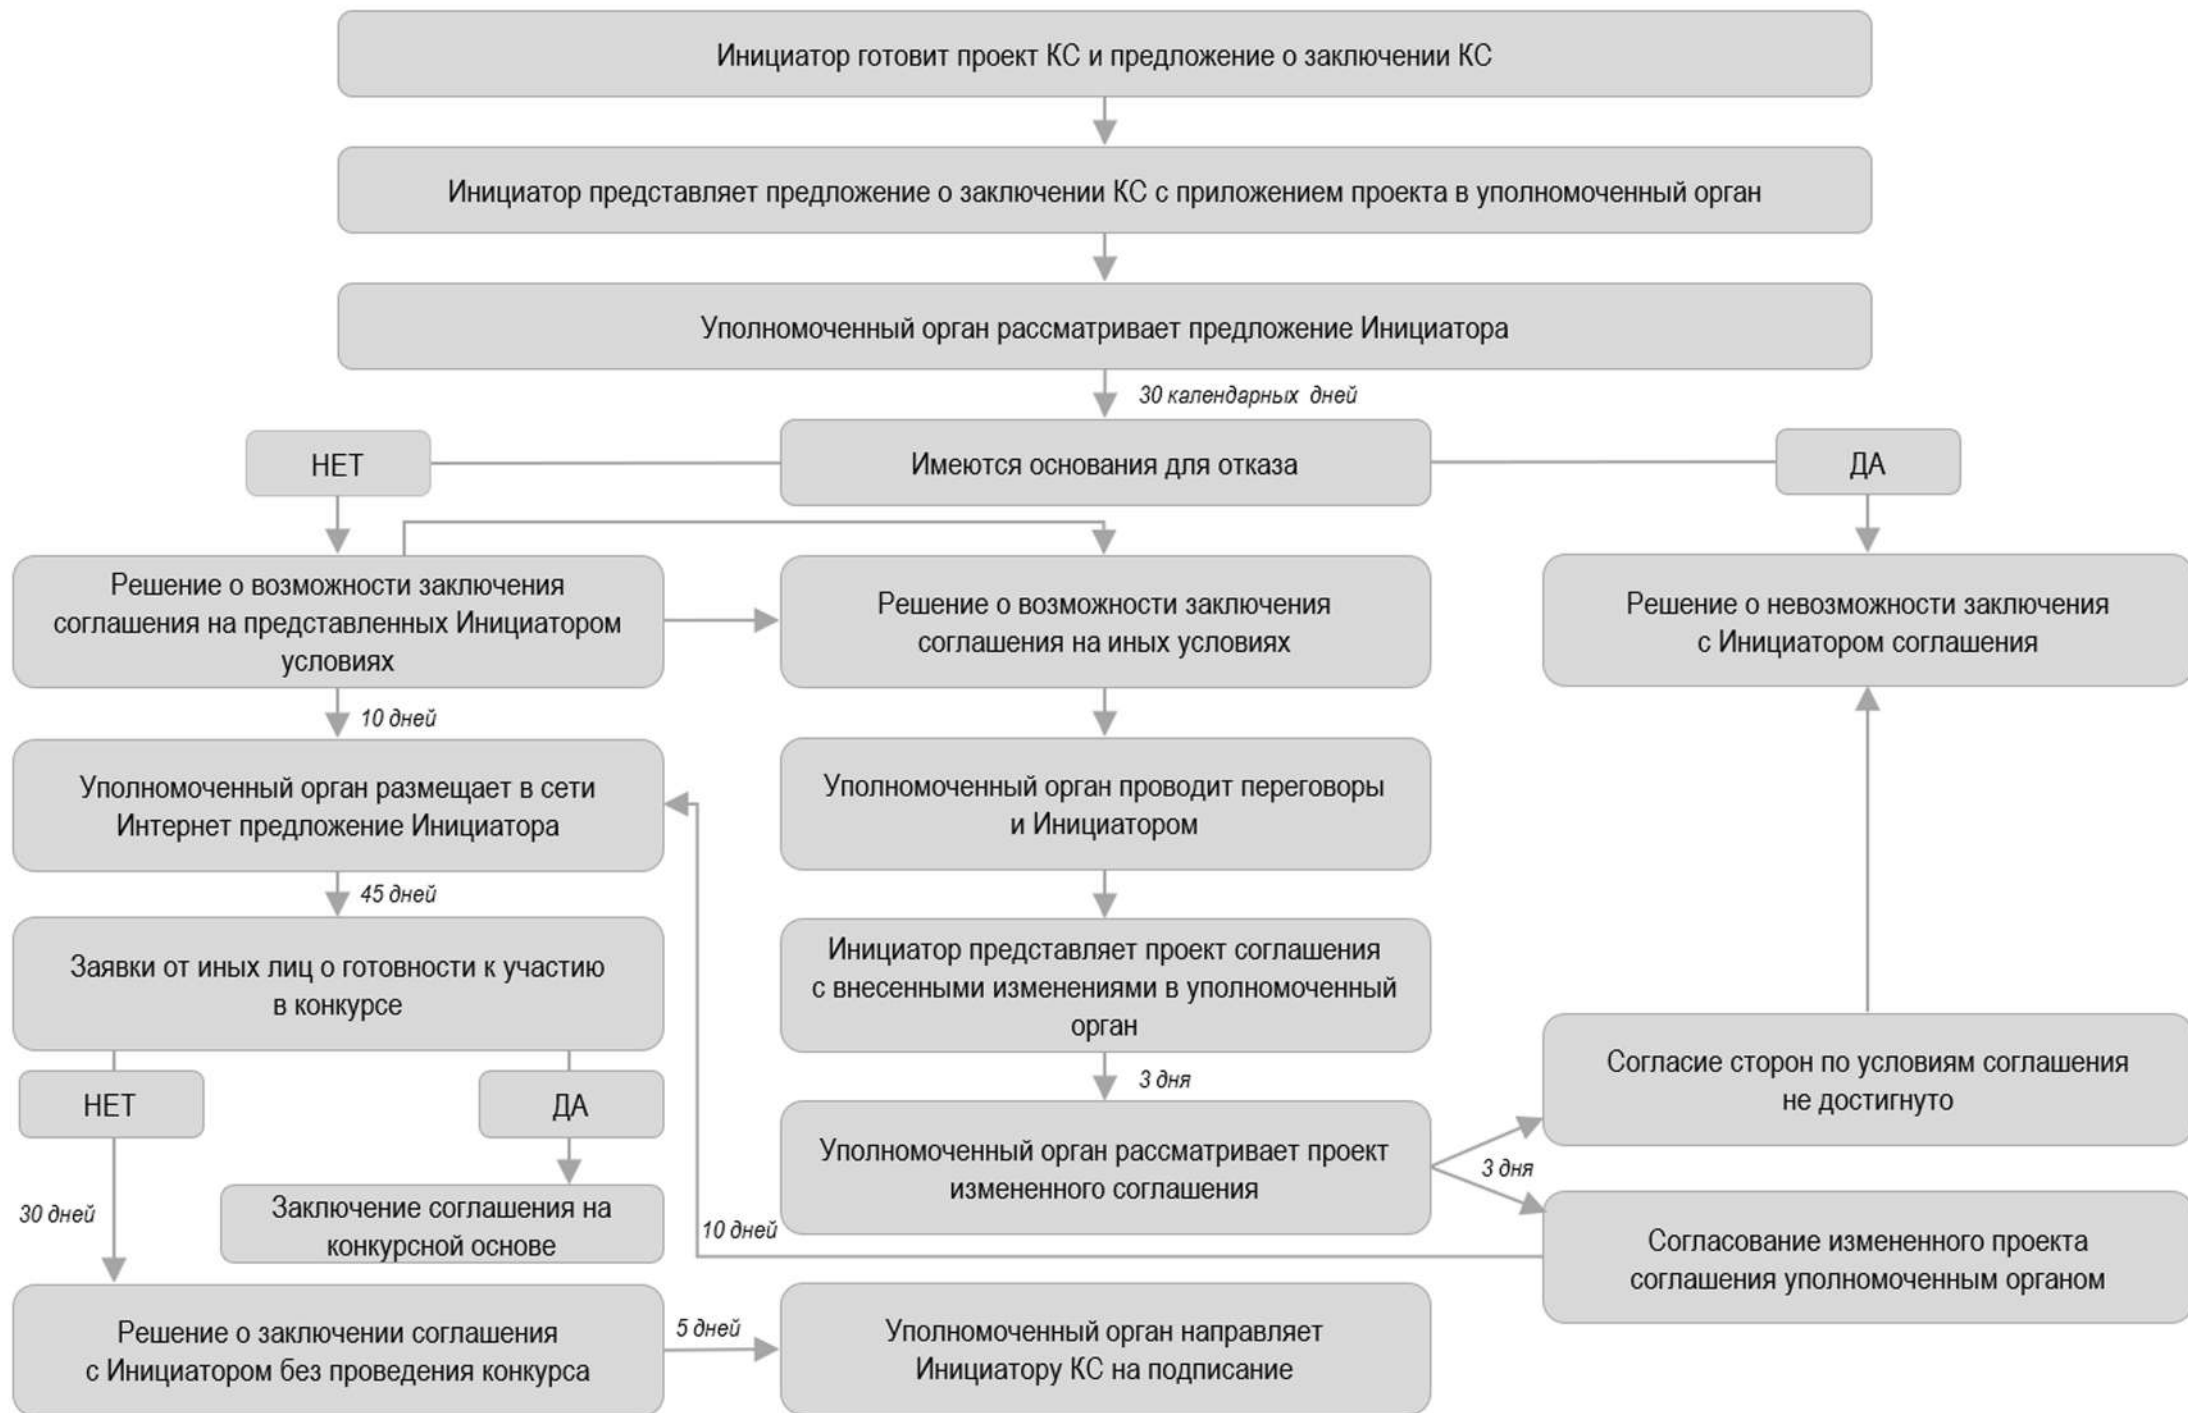 Инициатор готовит проект КС и предложение о заключении КС
Инициатор представляет предложение о заключении КС с приложением проекта в уполномоченный орган
Уполномоченный орган рассматривает предложение Инициатора
30 календарных дней
НЕТ
Имеются основания для отказа
ДА
Решение о возможности заключения
соглашения на представленных Инициатором
условиях
Решение о возможности заключения
соглашения на иных условиях
Решение о невозможности заключения
с Инициатором соглашения
10 дней
Уполномоченный орган размещает в сети
Интернет предложение Инициатора
Уполномоченный орган проводит переговоры
и Инициатором
45 дней
Заявки от иных лиц о готовности к участию
в конкурсе
Инициатор представляет проект соглашения
с внесенными изменениями в уполномоченный
орган
Согласие сторон по условиям соглашения
не достигнуто
3 дня
НЕТ
ДА
Уполномоченный орган рассматривает проект
измененного соглашения
3 дня
30 дней
Заключение соглашения на
конкурсной основе
10 дней
Согласование измененного проекта
соглашения уполномоченным органом
Решение о заключении соглашения
с Инициатором без проведения конкурса
5 дней
Уполномоченный орган направляет
Инициатору КС на подписание